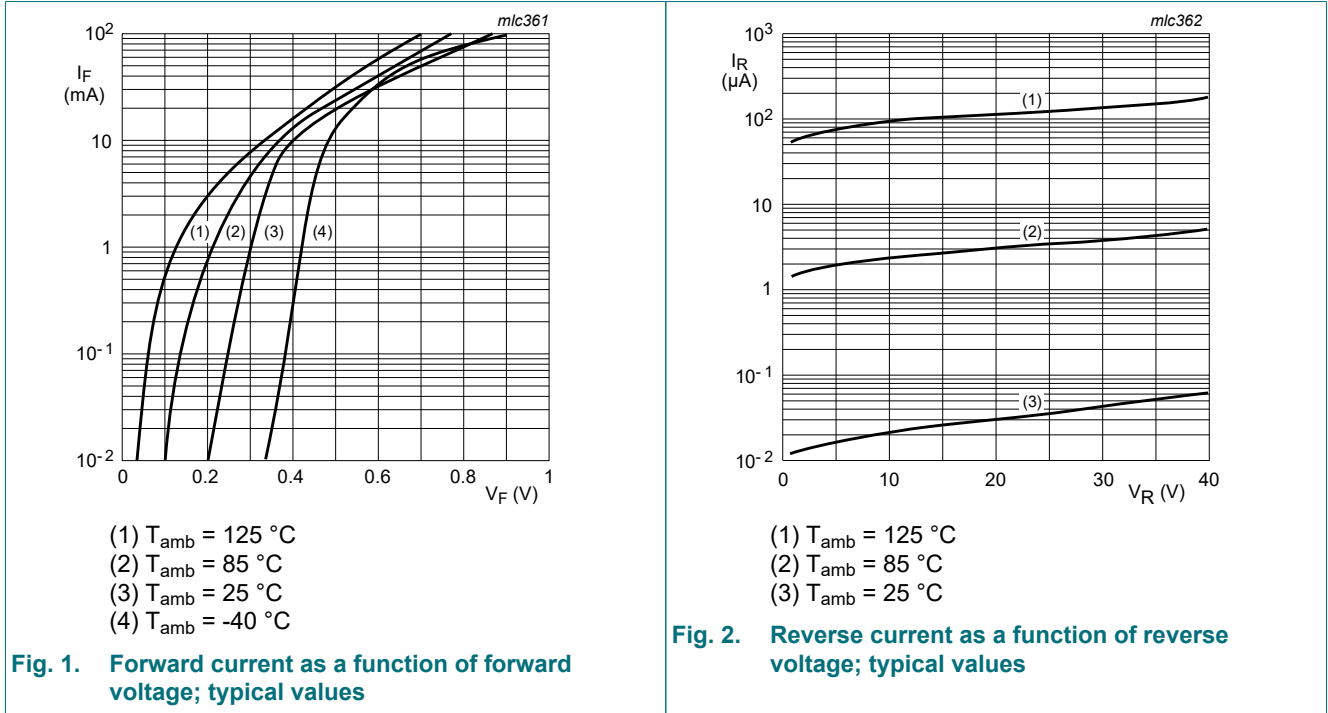 mlc361
10²
I_F
(mA)
10
1
10⁻¹
10⁻²
(1)
(2)
(3)
(4)
0
0.2
0.4
0.6
0.8
1
V_F (V)
(1) T_amb = 125 °C
(2) T_amb = 85 °C
(3) T_amb = 25 °C
(4) T_amb = -40 °C
Fig. 1. Forward current as a function of forward
voltage; typical values
mlc362
10³
I_R
(µA)
10²
10
1
10⁻¹
10⁻²
(1)
(2)
(3)
0
10
20
30
40
V_R (V)
(1) T_amb = 125 °C
(2) T_amb = 85 °C
(3) T_amb = 25 °C
Fig. 2. Reverse current as a function of reverse
voltage; typical values